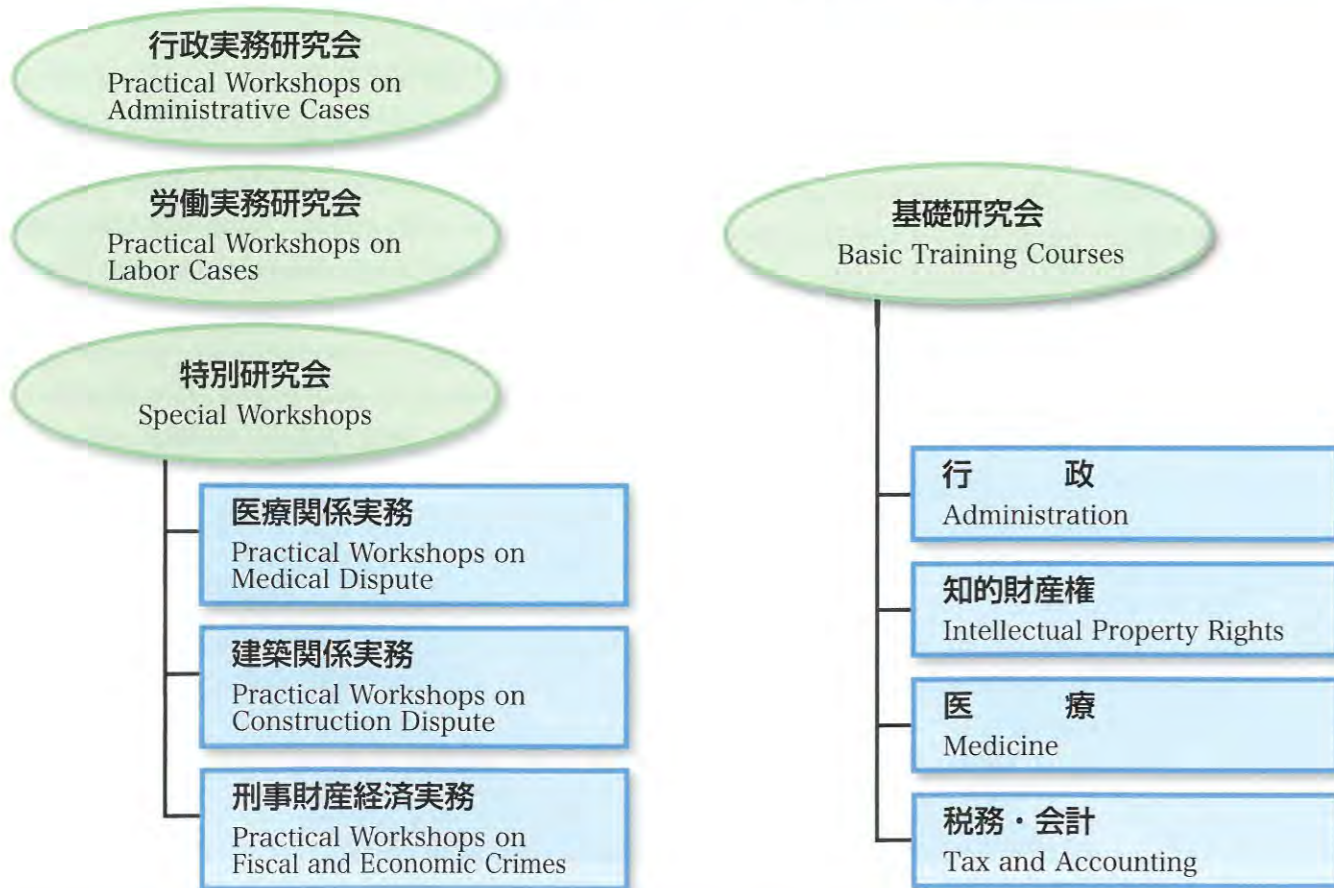 行政実務研究会
Practical Workshops on
Administrative Cases
労働実務研究会
Practical Workshops on
Labor Cases
特別研究会
Special Workshops
医療関係実務
Practical Workshops on
Medical Dispute
建築関係実務
Practical Workshops on
Construction Dispute
刑事財産経済実務
Practical Workshops on
Fiscal and Economic Crimes
基礎研究会
Basic Training Courses
行　　　政
Administration
知的財産権
Intellectual Property Rights
医　　　療
Medicine
税務・会計
Tax and Accounting